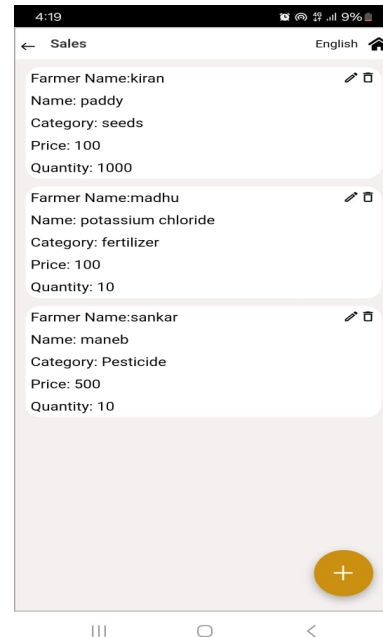 4:19
4G 9%
Sales English
Farmer Name:kiran
Name: paddy
Category: seeds
Price: 100
Quantity: 1000
Farmer Name:madhu
Name: potassium chloride
Category: fertilizer
Price: 100
Quantity: 10
Farmer Name:sankar
Name: maneb
Category: Pesticide
Price: 500
Quantity: 10